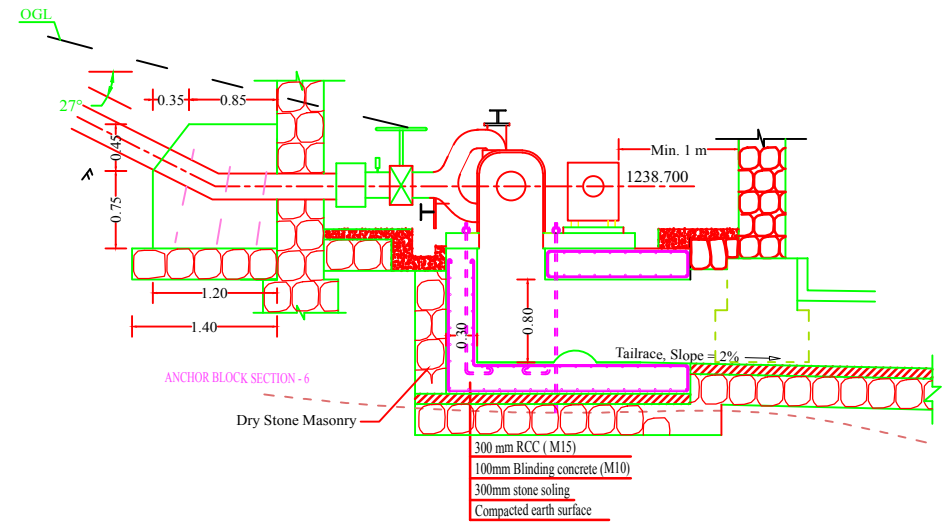 OGL
27°
0.35
0.85
0.45
0.75
Min. 1 m
1238.700
1.20
1.40
0.30
0.80
Tailrace, Slope = 2%
ANCHOR BLOCK SECTION - 6
Dry Stone Masonry
300 mm RCC ( M15)
100mm Blinding concrete (M10)
300mm stone soling
Compacted earth surface